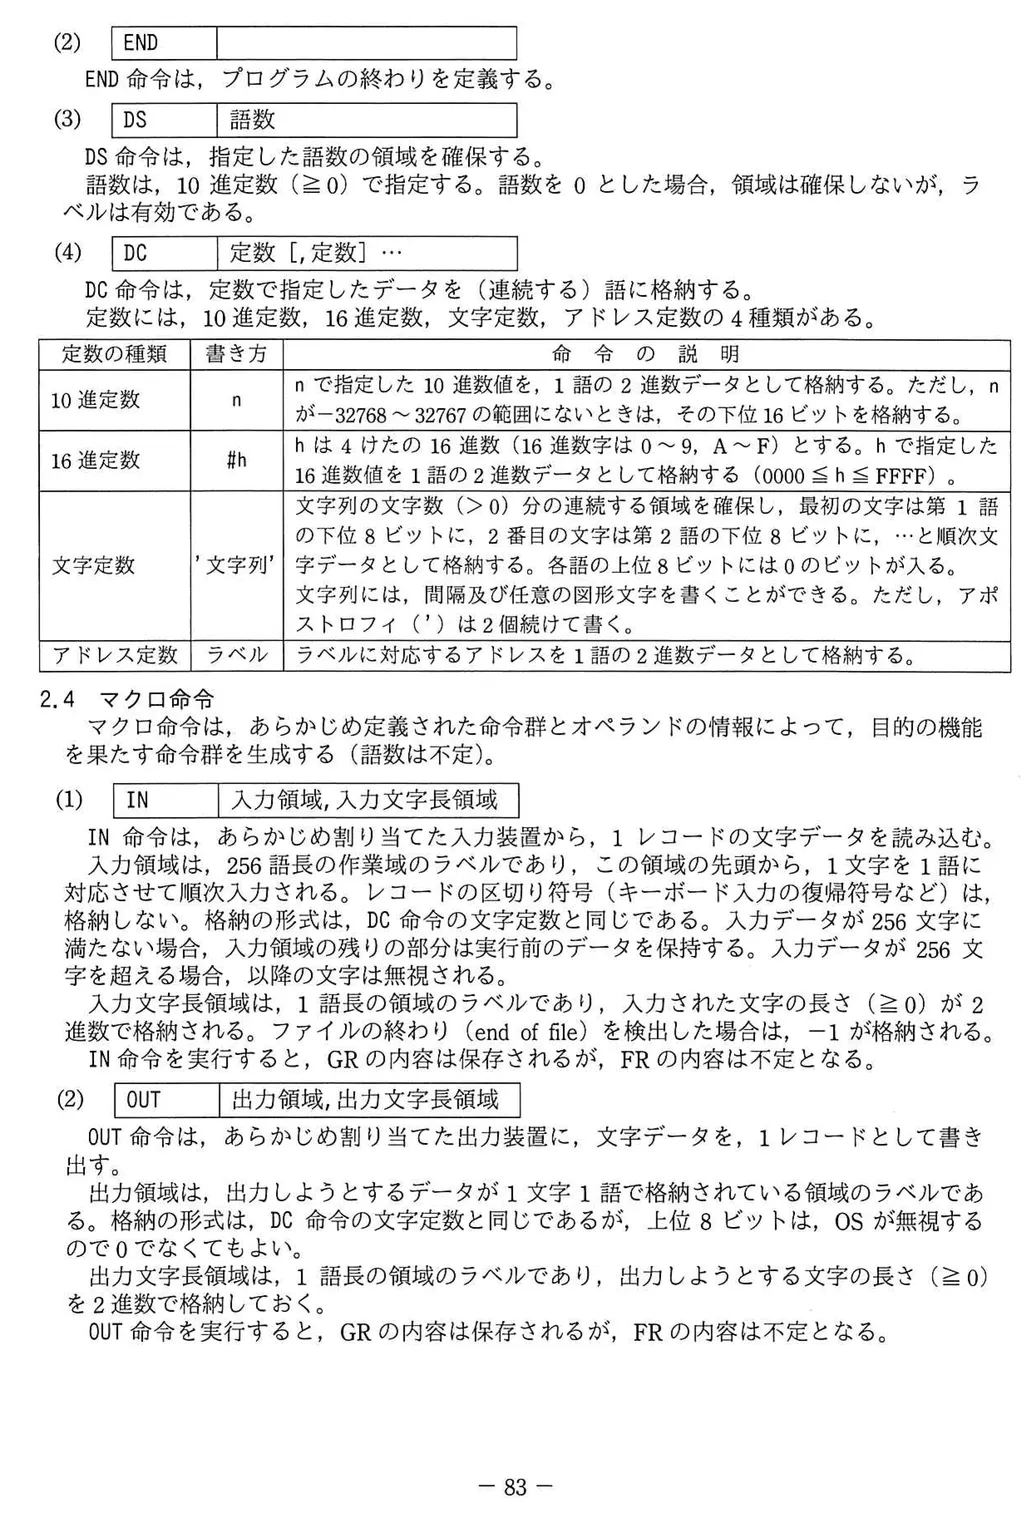 (2) END
END 命令は，プログラムの終わりを定義する。
(3) DS 語数
DS 命令は，指定した語数の領域を確保する。
語数は，10 進定数（≧0）で指定する。語数を 0 とした場合，領域は確保しないが，ラ
ベルは有効である。
(4) DC 定数［,定数］…
DC 命令は，定数で指定したデータを（連続する）語に格納する。
定数には，10 進定数，16 進定数，文字定数，アドレス定数の 4 種類がある。
定数の種類 書き方 命 令 の 説 明
10 進定数 n n で指定した 10 進数値を，1 語の 2 進数データとして格納する。ただし，n
が－32768～32767 の範囲にないときは，その下位 16 ビットを格納する。
16 進定数 #h h は 4 けたの 16 進数（16 進数字は 0～9，A～F）とする。h で指定した
16 進数値を 1 語の 2 進数データとして格納する（0000≦h≦FFFF）。
文字定数 '文字列' 文字列の文字数（＞0）分の連続する領域を確保し，最初の文字は第 1 語
の下位 8 ビットに，2 番目の文字は第 2 語の下位 8 ビットに，…と順次文
字データとして格納する。各語の上位 8 ビットには 0 のビットが入る。
文字列には，間隔及び任意の図形文字を書くことができる。ただし，アポ
ストロフィ（'）は 2 個続けて書く。
アドレス定数 ラベル ラベルに対応するアドレスを 1 語の 2 進数データとして格納する。
2.4 マクロ命令
マクロ命令は，あらかじめ定義された命令群とオペランドの情報によって，目的の機能
を果たす命令群を生成する（語数は不定）。
(1) IN 入力領域,入力文字長領域
IN 命令は，あらかじめ割り当てた入力装置から，1 レコードの文字データを読み込む。
入力領域は，256 語長の作業域のラベルであり，この領域の先頭から，1 文字を 1 語に
対応させて順次入力される。レコードの区切り符号（キーボード入力の復帰符号など）は，
格納しない。格納の形式は，DC 命令の文字定数と同じである。入力データが 256 文字に
満たない場合，入力領域の残りの部分は実行前のデータを保持する。入力データが 256 文
字を超える場合，以降の文字は無視される。
入力文字長領域は，1 語長の領域のラベルであり，入力された文字の長さ（≧0）が 2
進数で格納される。ファイルの終わり（end of file）を検出した場合は，－1 が格納される。
IN 命令を実行すると，GR の内容は保存されるが，FR の内容は不定となる。
(2) OUT 出力領域,出力文字長領域
OUT 命令は，あらかじめ割り当てた出力装置に，文字データを，1 レコードとして書き
出す。
出力領域は，出力しようとするデータが 1 文字 1 語で格納されている領域のラベルであ
る。格納の形式は，DC 命令の文字定数と同じであるが，上位 8 ビットは，OS が無視する
ので 0 でなくてもよい。
出力文字長領域は，1 語長の領域のラベルであり，出力しようとする文字の長さ（≧0）
を 2 進数で格納しておく。
OUT 命令を実行すると，GR の内容は保存されるが，FR の内容は不定となる。
－ 83 －